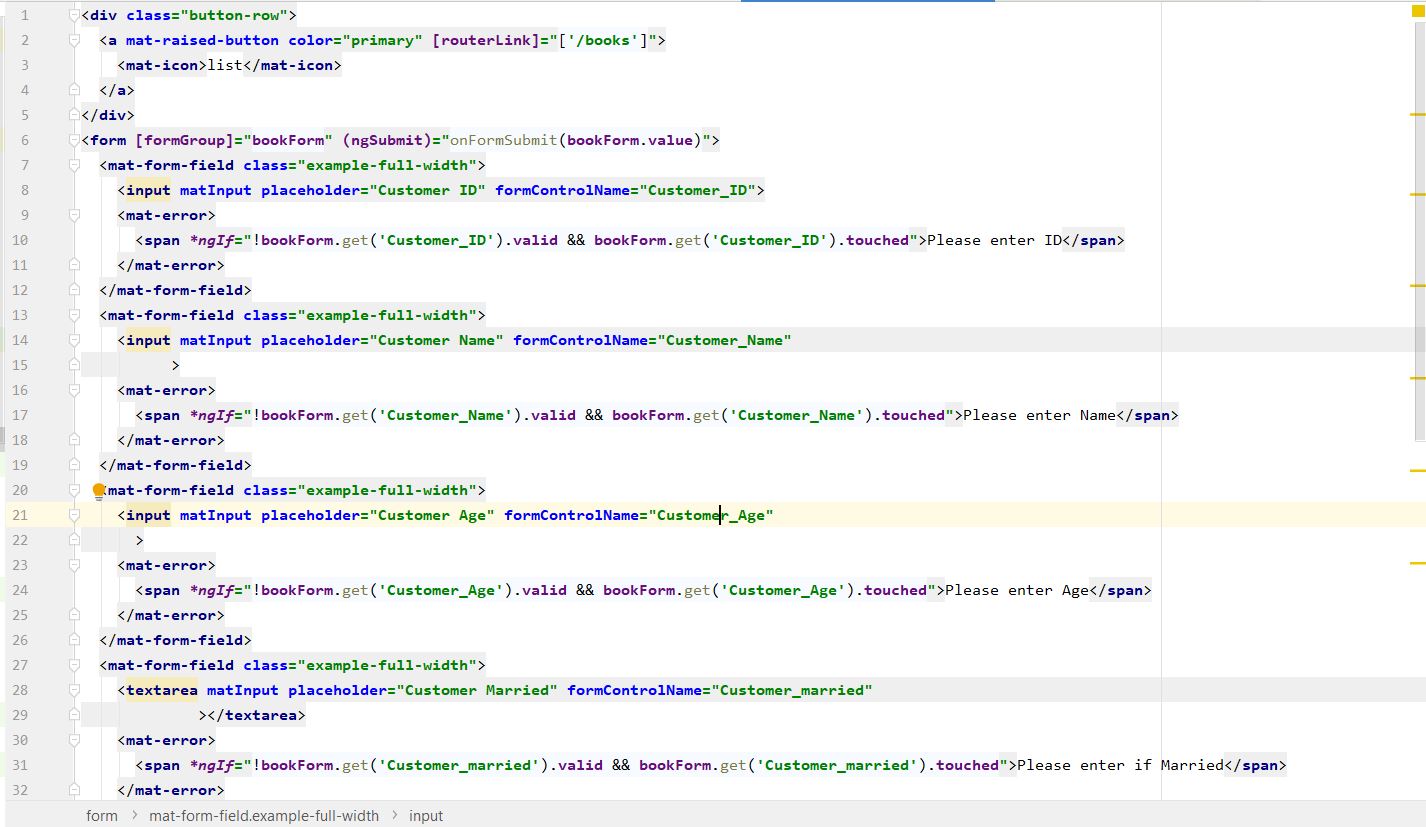 1 <div class="button-row">
2 <a mat-raised-button color="primary" [routerLink]="['/books']">
3 <mat-icon>list</mat-icon>
4 </a>
5 </div>
6 <form [formGroup]="bookForm" (ngSubmit)="onFormSubmit(bookForm.value)">
7 <mat-form-field class="example-full-width">
8 <input matInput placeholder="Customer ID" formControlName="Customer_ID">
9 <mat-error>
10 <span *ngIf="!bookForm.get('Customer_ID').valid && bookForm.get('Customer_ID').touched">Please enter ID</span>
11 </mat-error>
12 </mat-form-field>
13 <mat-form-field class="example-full-width">
14 <input matInput placeholder="Customer Name" formControlName="Customer_Name"
15 >
16 <mat-error>
17 <span *ngIf="!bookForm.get('Customer_Name').valid && bookForm.get('Customer_Name').touched">Please enter Name</span>
18 </mat-error>
19 </mat-form-field>
20 <mat-form-field class="example-full-width">
21 <input matInput placeholder="Customer Age" formControlName="Customer_Age"
22 >
23 <mat-error>
24 <span *ngIf="!bookForm.get('Customer_Age').valid && bookForm.get('Customer_Age').touched">Please enter Age</span>
25 </mat-error>
26 </mat-form-field>
27 <mat-form-field class="example-full-width">
28 <textarea matInput placeholder="Customer Married" formControlName="Customer_married"
29 ></textarea>
30 <mat-error>
31 <span *ngIf="!bookForm.get('Customer_married').valid && bookForm.get('Customer_married').touched">Please enter if Married</span>
32 </mat-error>
form > mat-form-field.example-full-width > input